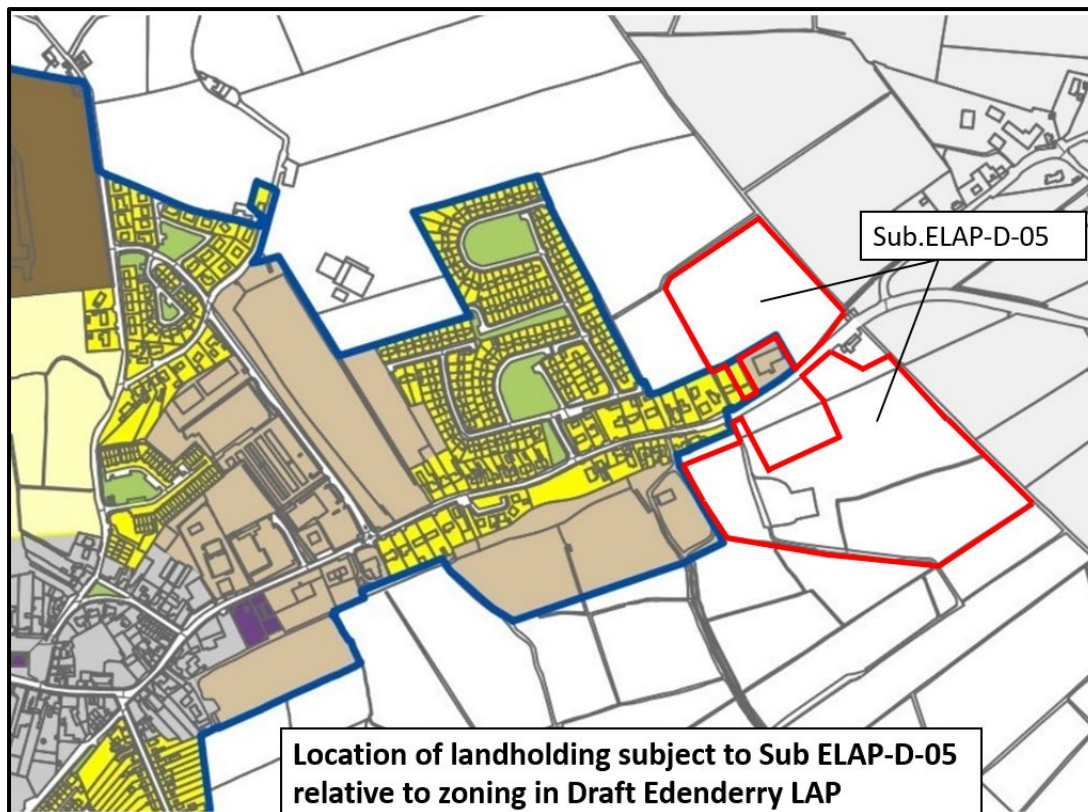 Sub.ELAP-D-05
Location of landholding subject to Sub ELAP-D-05
relative to zoning in Draft Edenderry LAP